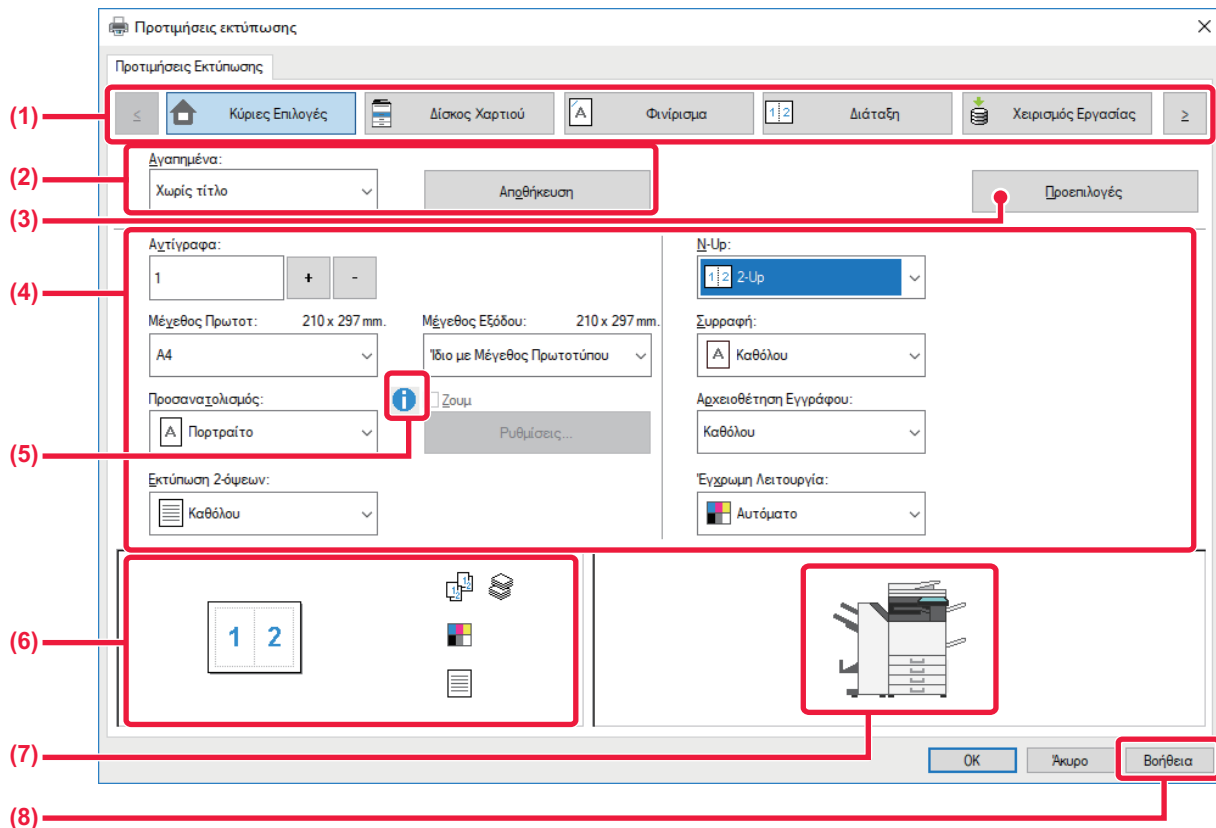 Προτιμήσεις εκτύπωσης
Προτιμήσεις Εκτύπωσης
(1)
< Κύριες Επιλογές Δίσκος Χαρτιού Φινίρισμα Διάταξη Χειρισμός Εργασίας >
(2)
Αγαπημένα:
Χωρίς τίτλο Αποθήκευση
(3)
Προεπιλογές
(4)
Αντίγραφα:
1 + -
Μέγεθος Πρωτοτ: 210 x 297 mm. Μέγεθος Εξόδου: 210 x 297 mm.
A4 Ίδιο με Μέγεθος Πρωτοτύπου
Προσανατολισμός: Ζουμ
A Πορτραίτο Ρυθμίσεις...
(5)
Εκτύπωση 2-όψεων:
Καθόλου
N-Up:
1 2 2-Up
Συρραφή:
A Καθόλου
Αρχειοθέτηση Εγγράφου:
Καθόλου
Έγχρωμη Λειτουργία:
Αυτόματο
(6)
1 2
(7)
OK Άκυρο Βοήθεια
(8)